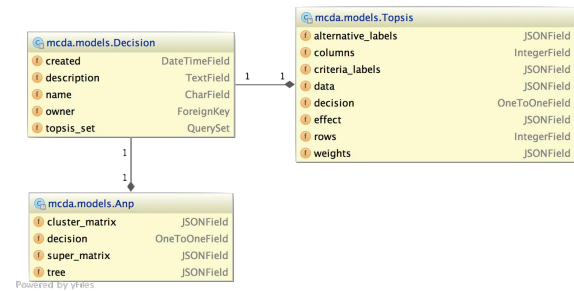 mcda.models.Decision
created DateTimeField
description TextField
name CharField
owner ForeignKey
topsis_set QuerySet
1 1
mcda.models.Topsis
alternative_labels JSONField
columns IntegerField
criteria_labels JSONField
data JSONField
decision OneToOneField
effect JSONField
rows IntegerField
weights JSONField
1
1
mcda.models.Anp
cluster_matrix JSONField
decision OneToOneField
super_matrix JSONField
tree JSONField
Powered by yFiles